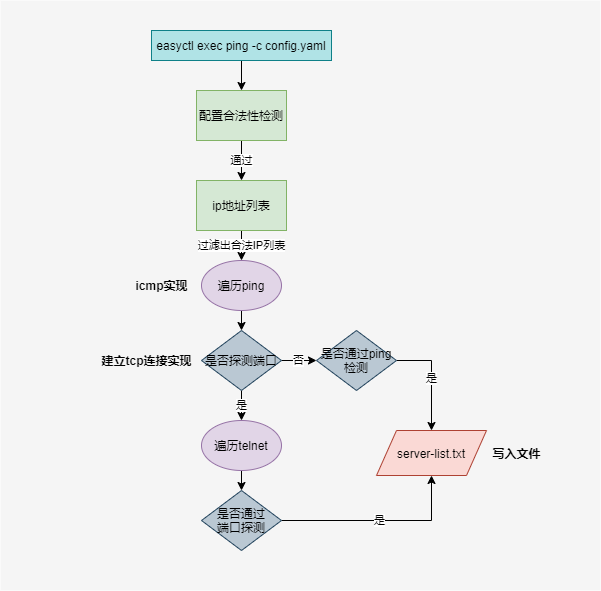 easyctl exec ping -c config.yaml
配置合法性检测
通过
ip地址列表
过滤出合法IP列表
icmp实现
遍历ping
建立tcp连接实现
是否探测端口
否
是否通过ping
检测
是
是
遍历telnet
server-list.txt
写入文件
是否通过
端口探测
是